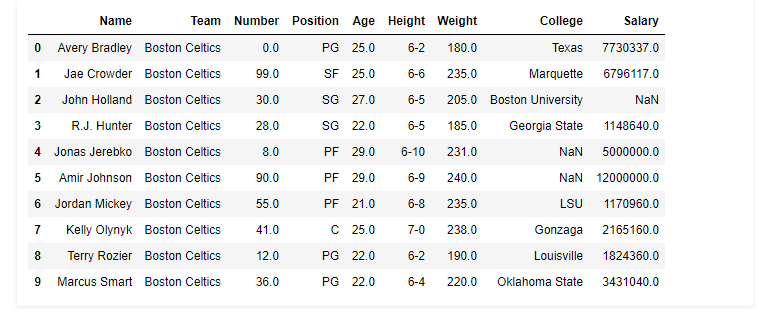 Name Team Number Position Age Height Weight College Salary
0 Avery Bradley Boston Celtics 0.0 PG 25.0 6-2 180.0 Texas 7730337.0
1 Jae Crowder Boston Celtics 99.0 SF 25.0 6-6 235.0 Marquette 6796117.0
2 John Holland Boston Celtics 30.0 SG 27.0 6-5 205.0 Boston University NaN
3 R.J. Hunter Boston Celtics 28.0 SG 22.0 6-5 185.0 Georgia State 1148640.0
4 Jonas Jerebko Boston Celtics 8.0 PF 29.0 6-10 231.0 NaN 5000000.0
5 Amir Johnson Boston Celtics 90.0 PF 29.0 6-9 240.0 NaN 12000000.0
6 Jordan Mickey Boston Celtics 55.0 PF 21.0 6-8 235.0 LSU 1170960.0
7 Kelly Olynyk Boston Celtics 41.0 C 25.0 7-0 238.0 Gonzaga 2165160.0
8 Terry Rozier Boston Celtics 12.0 PG 22.0 6-2 190.0 Louisville 1824360.0
9 Marcus Smart Boston Celtics 36.0 PG 22.0 6-4 220.0 Oklahoma State 3431040.0